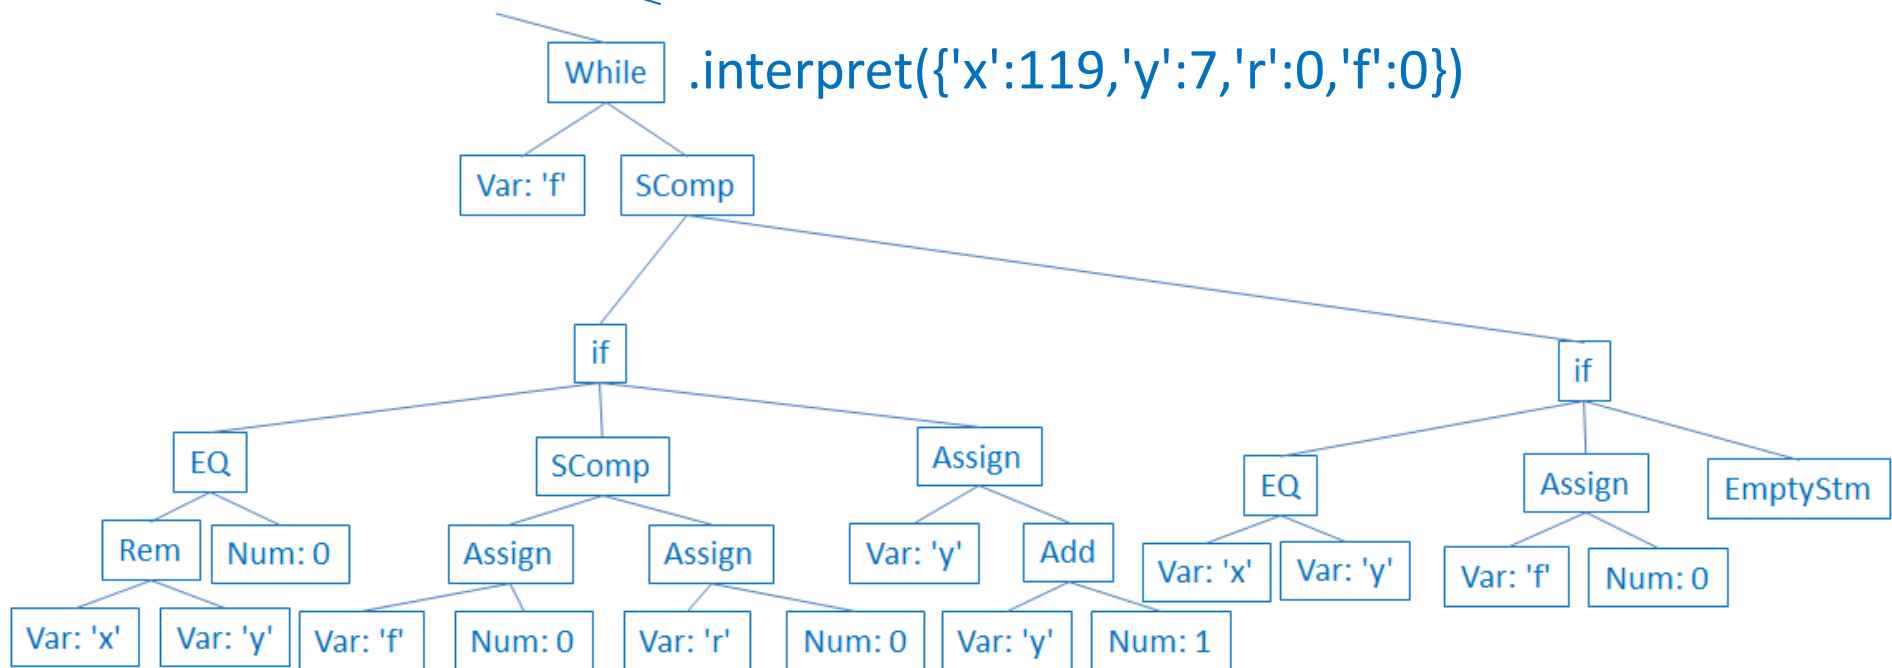 While
.interpret({'x':119,'y':7,'r':0,'f':0})
Var: 'f'
SComp
if
if
EQ
SComp
Assign
EQ
Assign
EmptyStm
Rem
Num: 0
Assign
Assign
Var: 'y'
Add
Var: 'x'
Var: 'y'
Var: 'f'
Num: 0
Var: 'x'
Var: 'y'
Var: 'f'
Num: 0
Var: 'r'
Num: 0
Var: 'y'
Num: 1